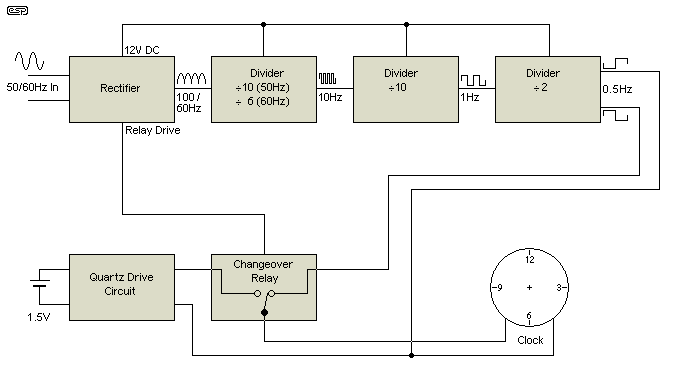 esp
12V DC
50/60Hz In
Rectifier
100 /
60Hz
Divider
÷10 (50Hz)
÷ 6 (60Hz)
10Hz
Divider
÷10
1Hz
Divider
÷ 2
0.5Hz
Relay Drive
Quartz Drive
Circuit
1.5V
Changeover
Relay
12
9
3
6
Clock